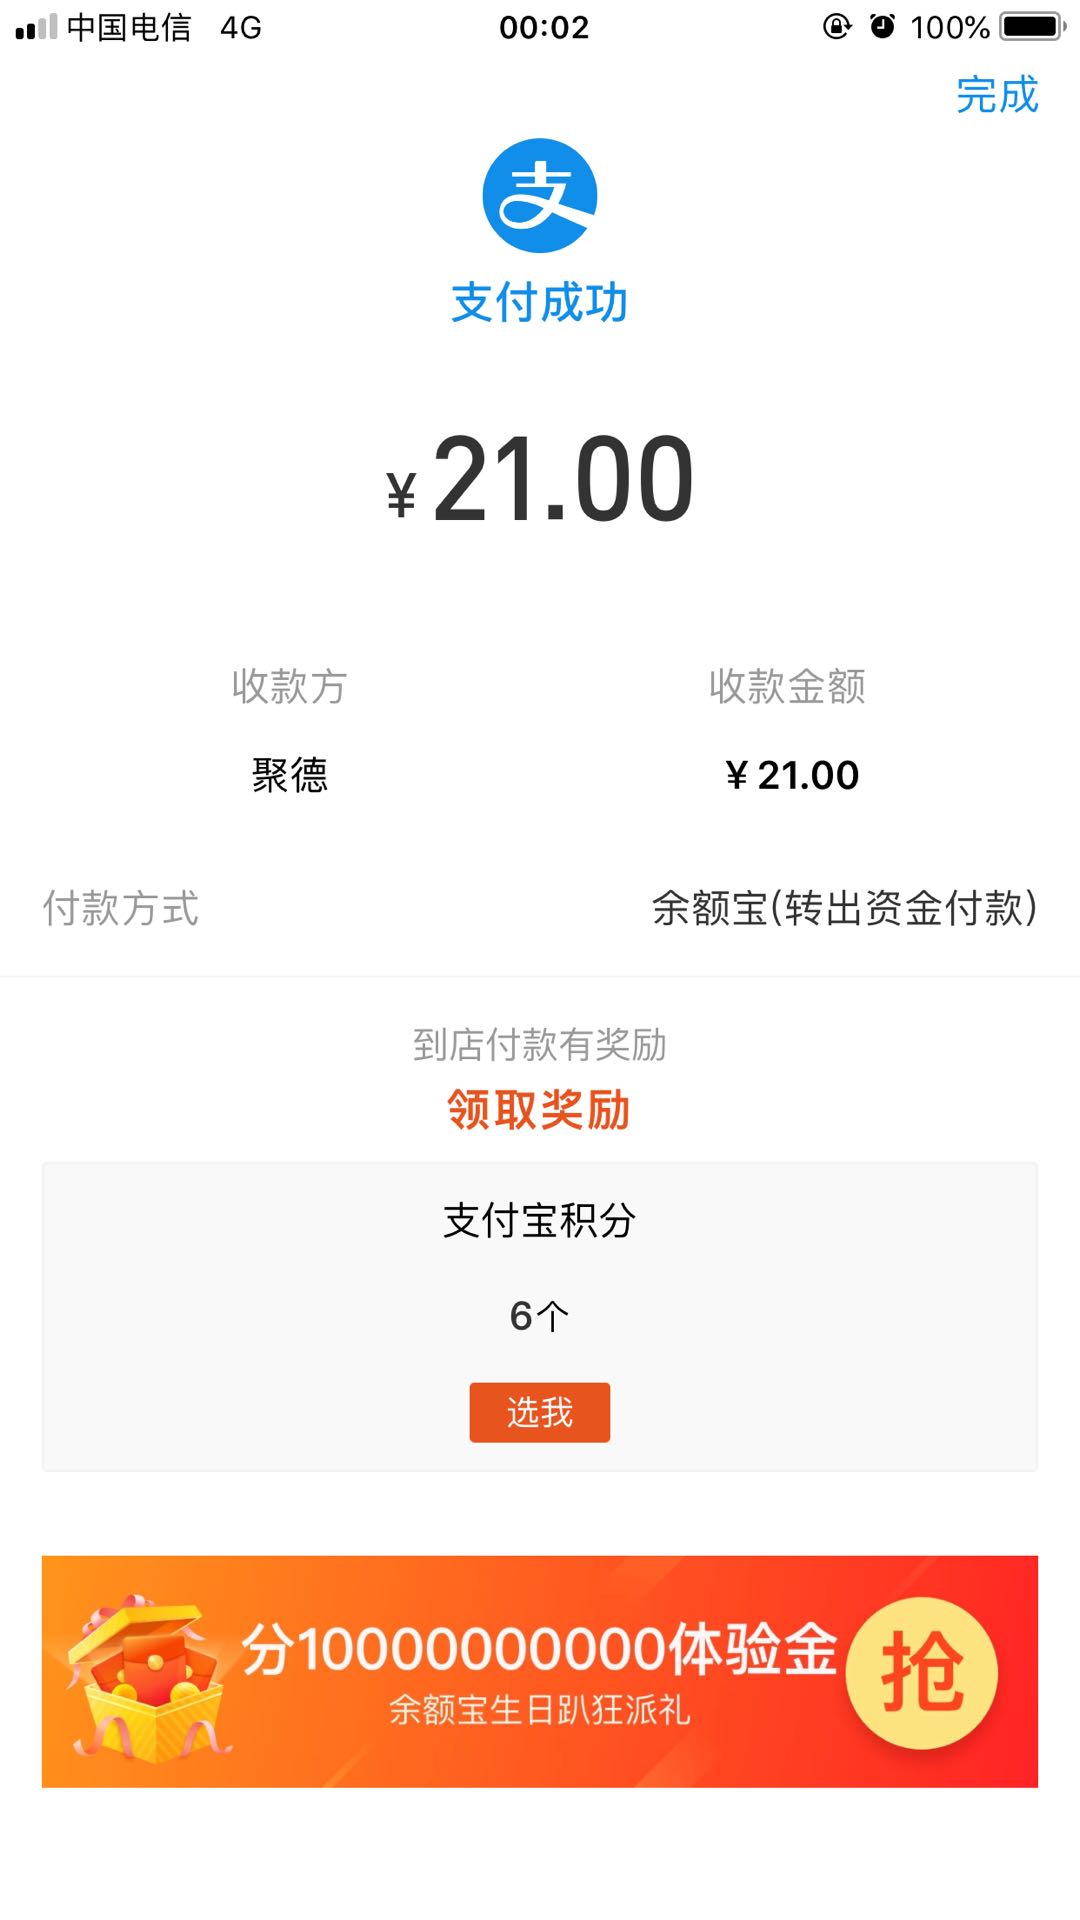 中国电信 4G 00:02 100%
完成
支
支付成功
¥21.00
收款方 收款金额
聚德 ¥21.00
付款方式 余额宝(转出资金付款)
到店付款有奖励
领取奖励
支付宝积分
6个
选我
分10000000000体验金
余额宝生日趴狂派礼
抢